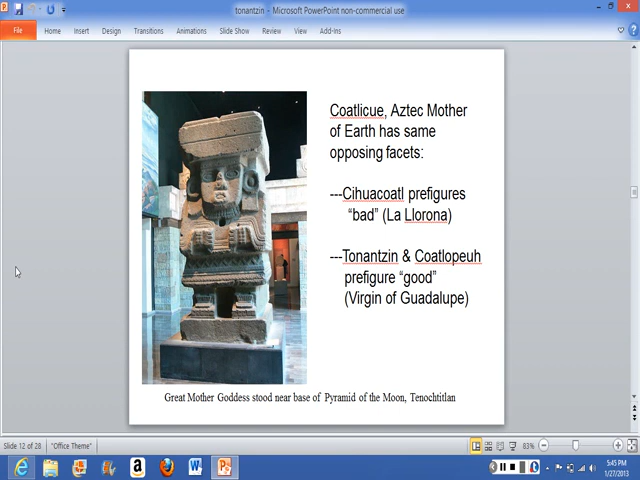 tonantzin - Microsoft PowerPoint non-commercial use
File Home Insert Design Transitions Animations Slide Show Review View Add-Ins
Coatlicue, Aztec Mother
of Earth has same
opposing facets:
---Cihuacoatl prefigures
“bad” (La Llorona)
---Tonantzin & Coatlopeuh
prefigure “good”
(Virgin of Guadalupe)
Great Mother Goddess stood near base of Pyramid of the Moon, Tenochtitlan
Slide 12 of 28 "Office Theme" 83%
5:45 PM
1/27/2013